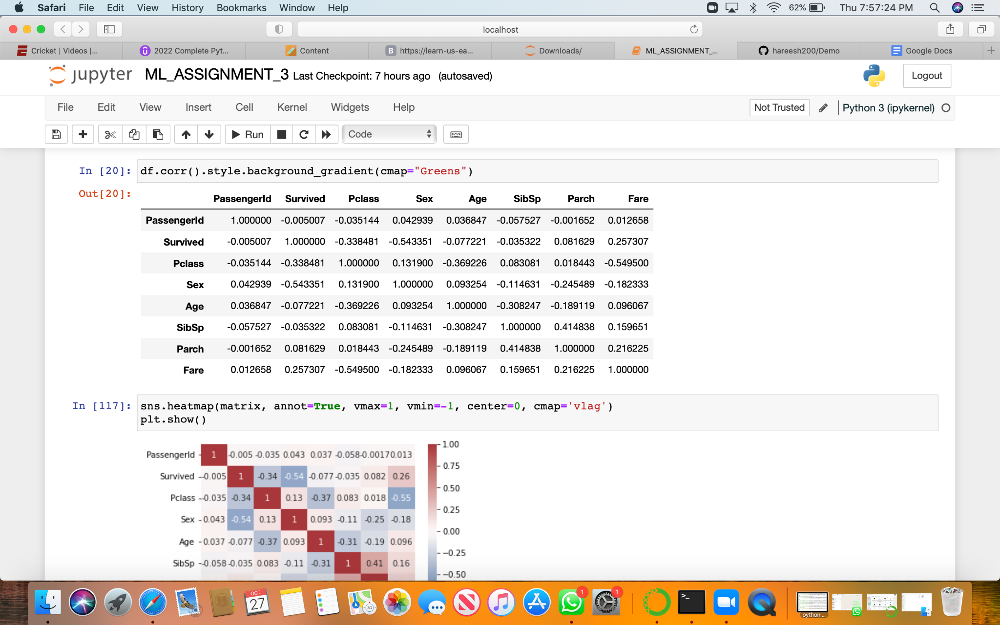 Safari File Edit View History Bookmarks Window Help 62% Thu 7:57:24 PM
localhost
Cricket | Videos |... 2022 Complete Pyt... Content https://learn-us-ea... Downloads/ ML_ASSIGNMENT_... hareesh200/Demo Google Docs
jupyter ML_ASSIGNMENT_3 Last Checkpoint: 7 hours ago (autosaved) Logout
File Edit View Insert Cell Kernel Widgets Help Not Trusted Python 3 (ipykernel)
Run Code
In [20]: df.corr().style.background_gradient(cmap="Greens")
Out[20]:
PassengerId Survived Pclass Sex Age SibSp Parch Fare
PassengerId 1.000000 -0.005007 -0.035144 0.042939 0.036847 -0.057527 -0.001652 0.012658
Survived -0.005007 1.000000 -0.338481 -0.543351 -0.077221 -0.035322 0.081629 0.257307
Pclass -0.035144 -0.338481 1.000000 0.131900 -0.369226 0.083081 0.018443 -0.549500
Sex 0.042939 -0.543351 0.131900 1.000000 0.093254 -0.114631 -0.245489 -0.182333
Age 0.036847 -0.077221 -0.369226 0.093254 1.000000 -0.308247 -0.189119 0.096067
SibSp -0.057527 -0.035322 0.083081 -0.114631 -0.308247 1.000000 0.414838 0.159651
Parch -0.001652 0.081629 0.018443 -0.245489 -0.189119 0.414838 1.000000 0.216225
Fare 0.012658 0.257307 -0.549500 -0.182333 0.096067 0.159651 0.216225 1.000000
In [117]: sns.heatmap(matrix, annot=True, vmax=1, vmin=-1, center=0, cmap='vlag')
plt.show()
PassengerId 1 -0.005 -0.035 0.043 0.037 -0.058 -0.0017 0.013
Survived -0.005 1 -0.34 -0.54 -0.077 -0.035 0.082 0.26
Pclass -0.035 -0.34 1 0.13 -0.37 0.083 0.018 -0.55
Sex 0.043 -0.54 0.13 1 0.093 -0.11 -0.25 -0.18
Age 0.037 -0.077 -0.37 0.093 1 -0.31 -0.19 0.096
SibSp -0.058 -0.035 0.083 -0.11 -0.31 1 0.41 0.16
1.00
0.75
0.50
0.25
0.00
-0.25
-0.50
OCT
27
3D
1
1
>_
python ...